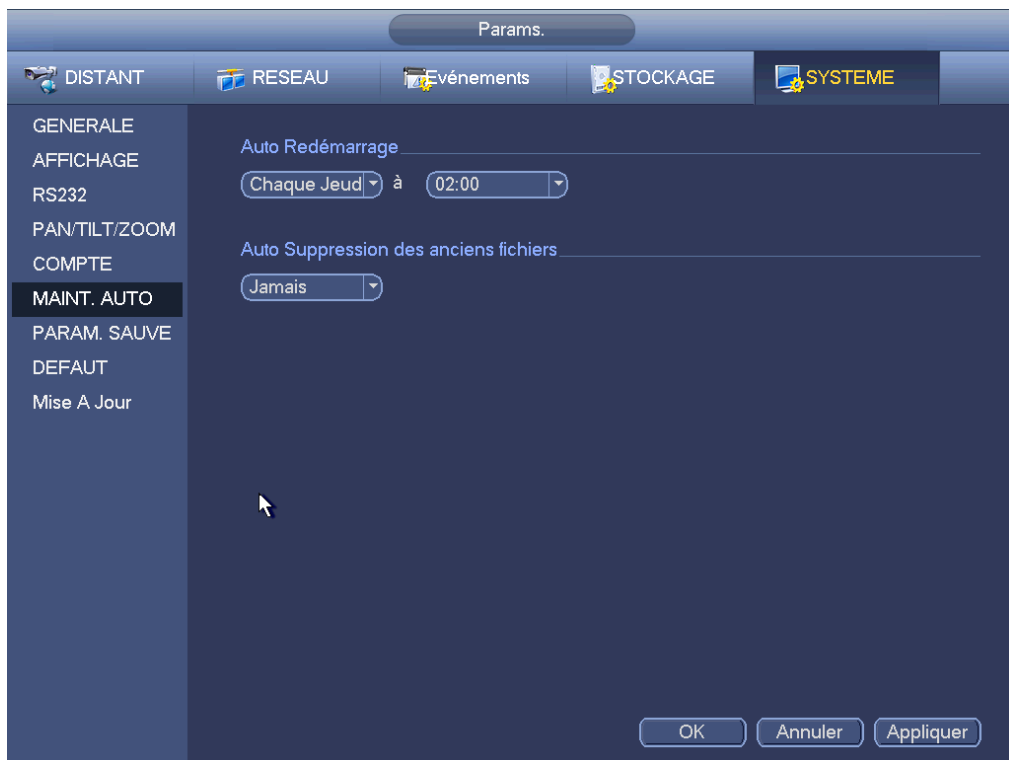 Params.
DISTANT
RESEAU
Evénements
STOCKAGE
SYSTEME
GENERALE
AFFICHAGE
RS232
PAN/TILT/ZOOM
COMPTE
MAINT. AUTO
PARAM. SAUVE
DEFAUT
Mise A Jour
Auto Redémarrage
Chaque Jeud à 02:00
Auto Suppression des anciens fichiers
Jamais
OK Annuler Appliquer